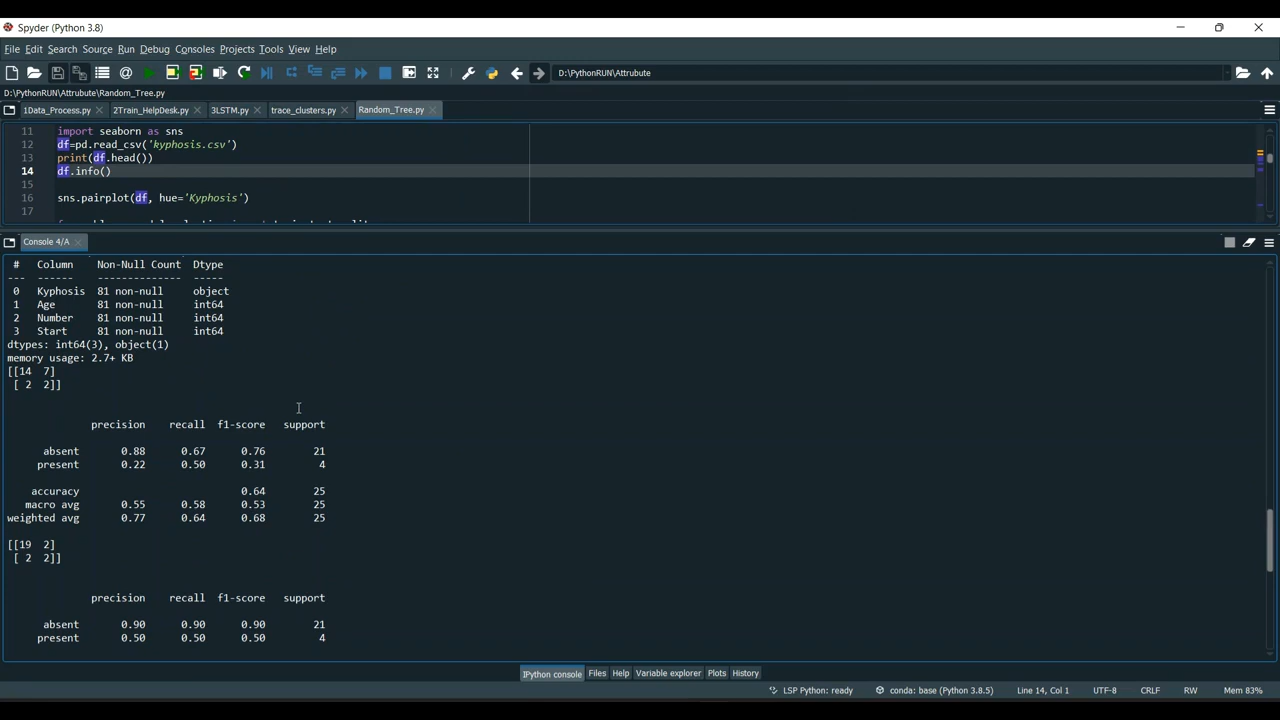 Spyder (Python 3.8)
File Edit Search Source Run Debug Consoles Projects Tools View Help
D:\PythonRUN\Attrubute
D:\PythonRUN\Attrubute\Random_Tree.py
1Data_Process.py 2Train_HelpDesk.py 3LSTM.py trace_clusters.py Random_Tree.py
11 import seaborn as sns
12 df=pd.read_csv('kyphosis.csv')
13 print(df.head())
14 df.info()
15
16 sns.pairplot(df, hue='Kyphosis')
17
Console 4/A
# Column Non-Null Count Dtype
--- ------ -------------- -----
0 Kyphosis 81 non-null object
1 Age 81 non-null int64
2 Number 81 non-null int64
3 Start 81 non-null int64
dtypes: int64(3), object(1)
memory usage: 2.7+ KB
[[14 7]
[ 2 2]]
precision recall f1-score support
absent 0.88 0.67 0.76 21
present 0.22 0.50 0.31 4
accuracy 0.64 25
macro avg 0.55 0.58 0.53 25
weighted avg 0.77 0.64 0.68 25
[[19 2]
[ 2 2]]
precision recall f1-score support
absent 0.90 0.90 0.90 21
present 0.50 0.50 0.50 4
IPython console Files Help Variable explorer Plots History
LSP Python: ready conda: base (Python 3.8.5) Line 14, Col 1 UTF-8 CRLF RW Mem 83%